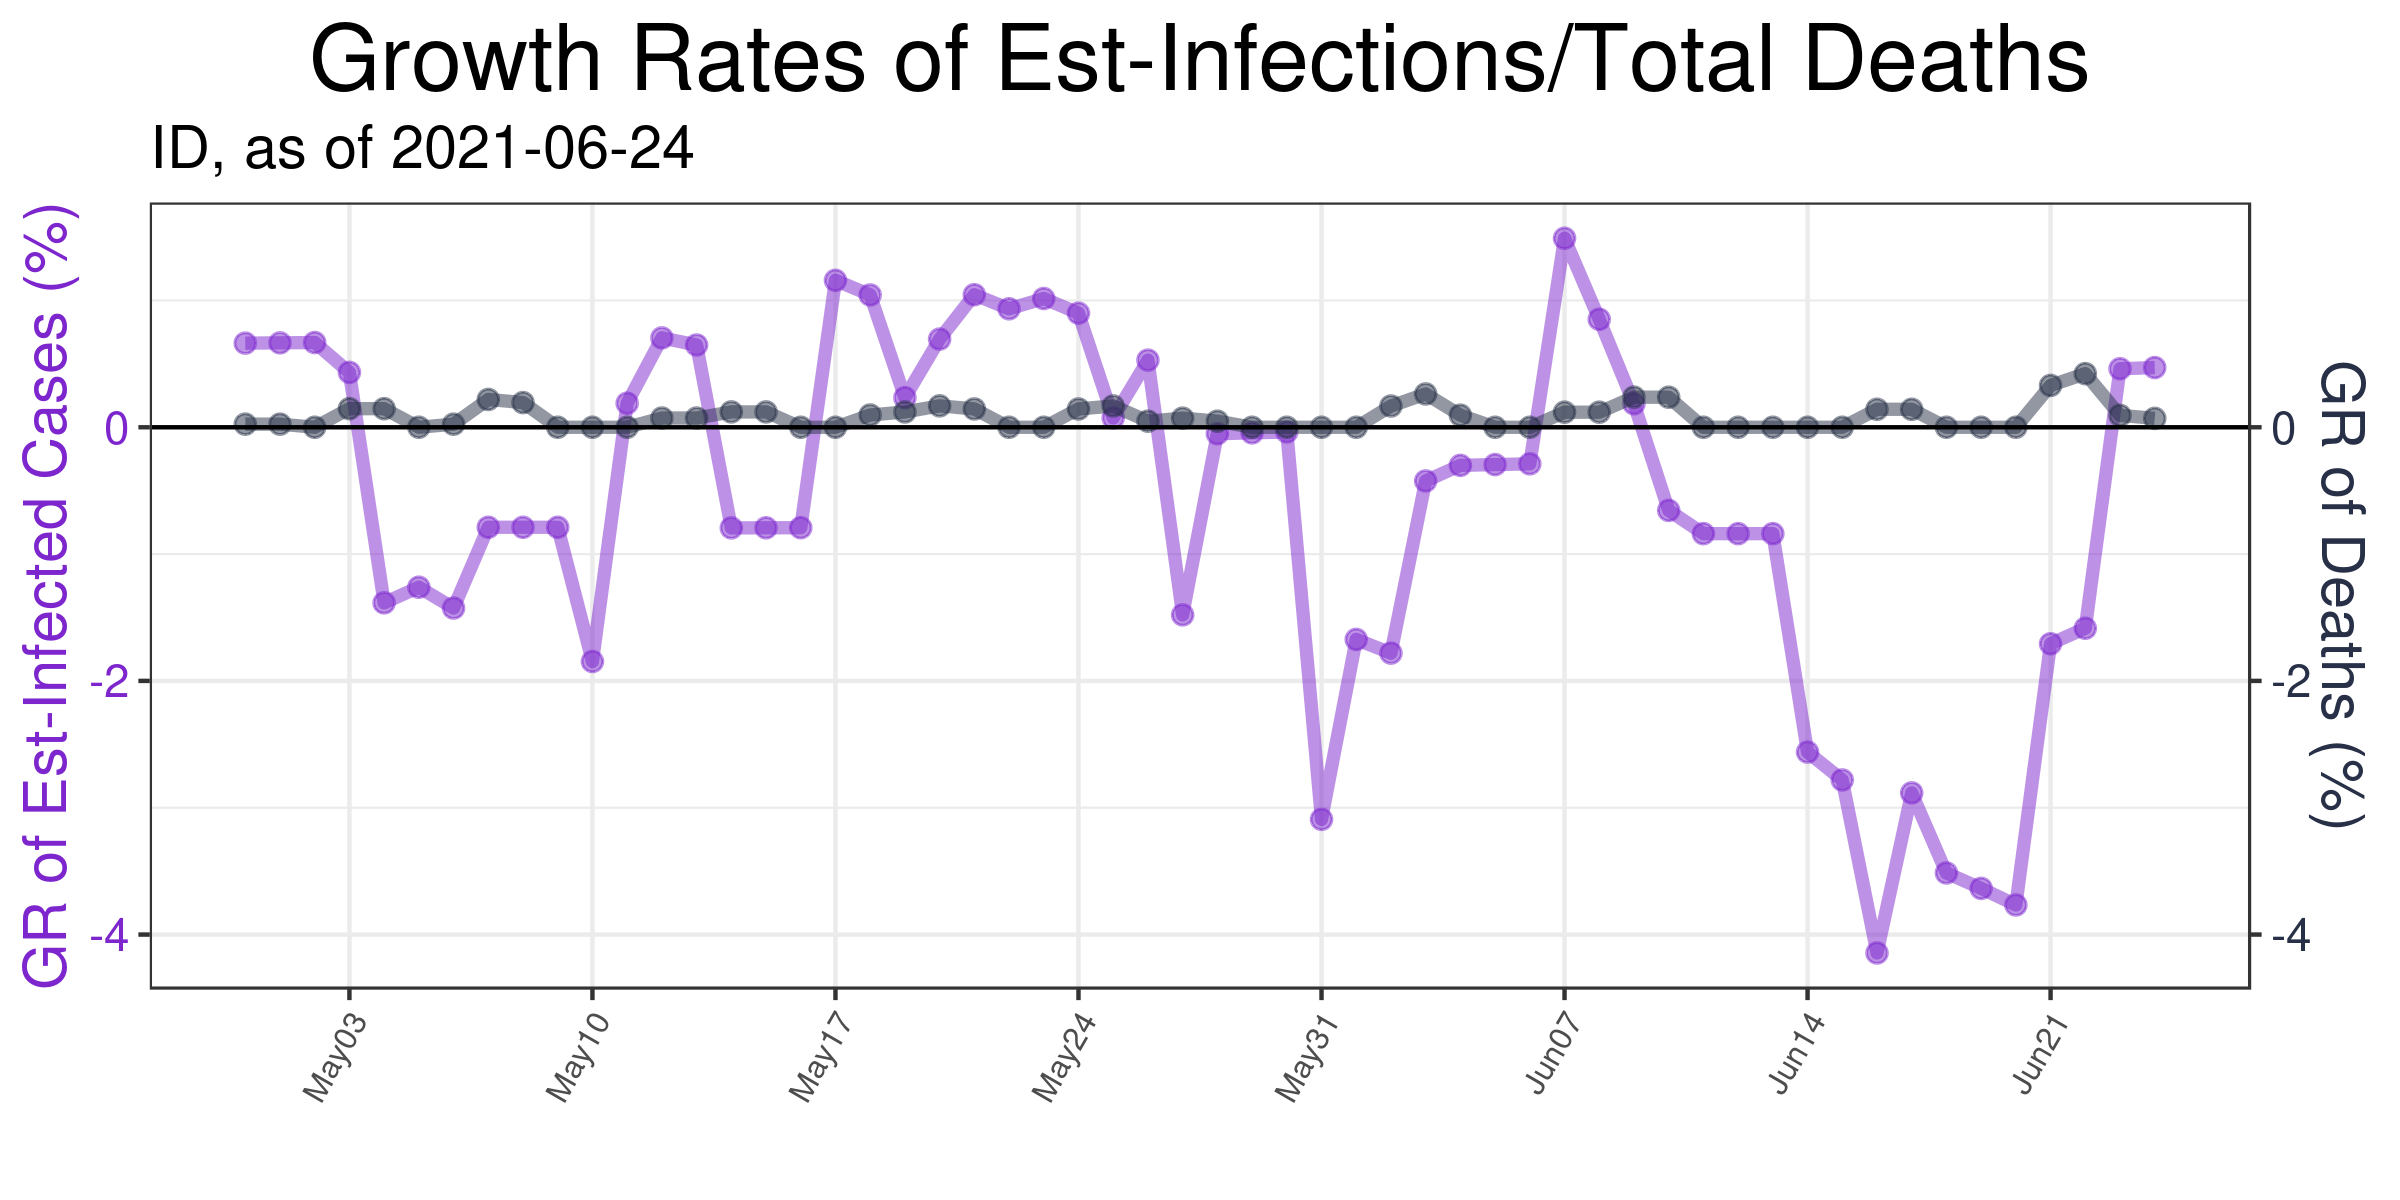 Growth Rates of Est-Infections/Total Deaths
ID, as of 2021-06-24
GR of Est-Infected Cases (%)
0
-2
-4
0
-2
-4
GR of Deaths (%)
May03
May10
May17
May24
May31
Jun07
Jun14
Jun21